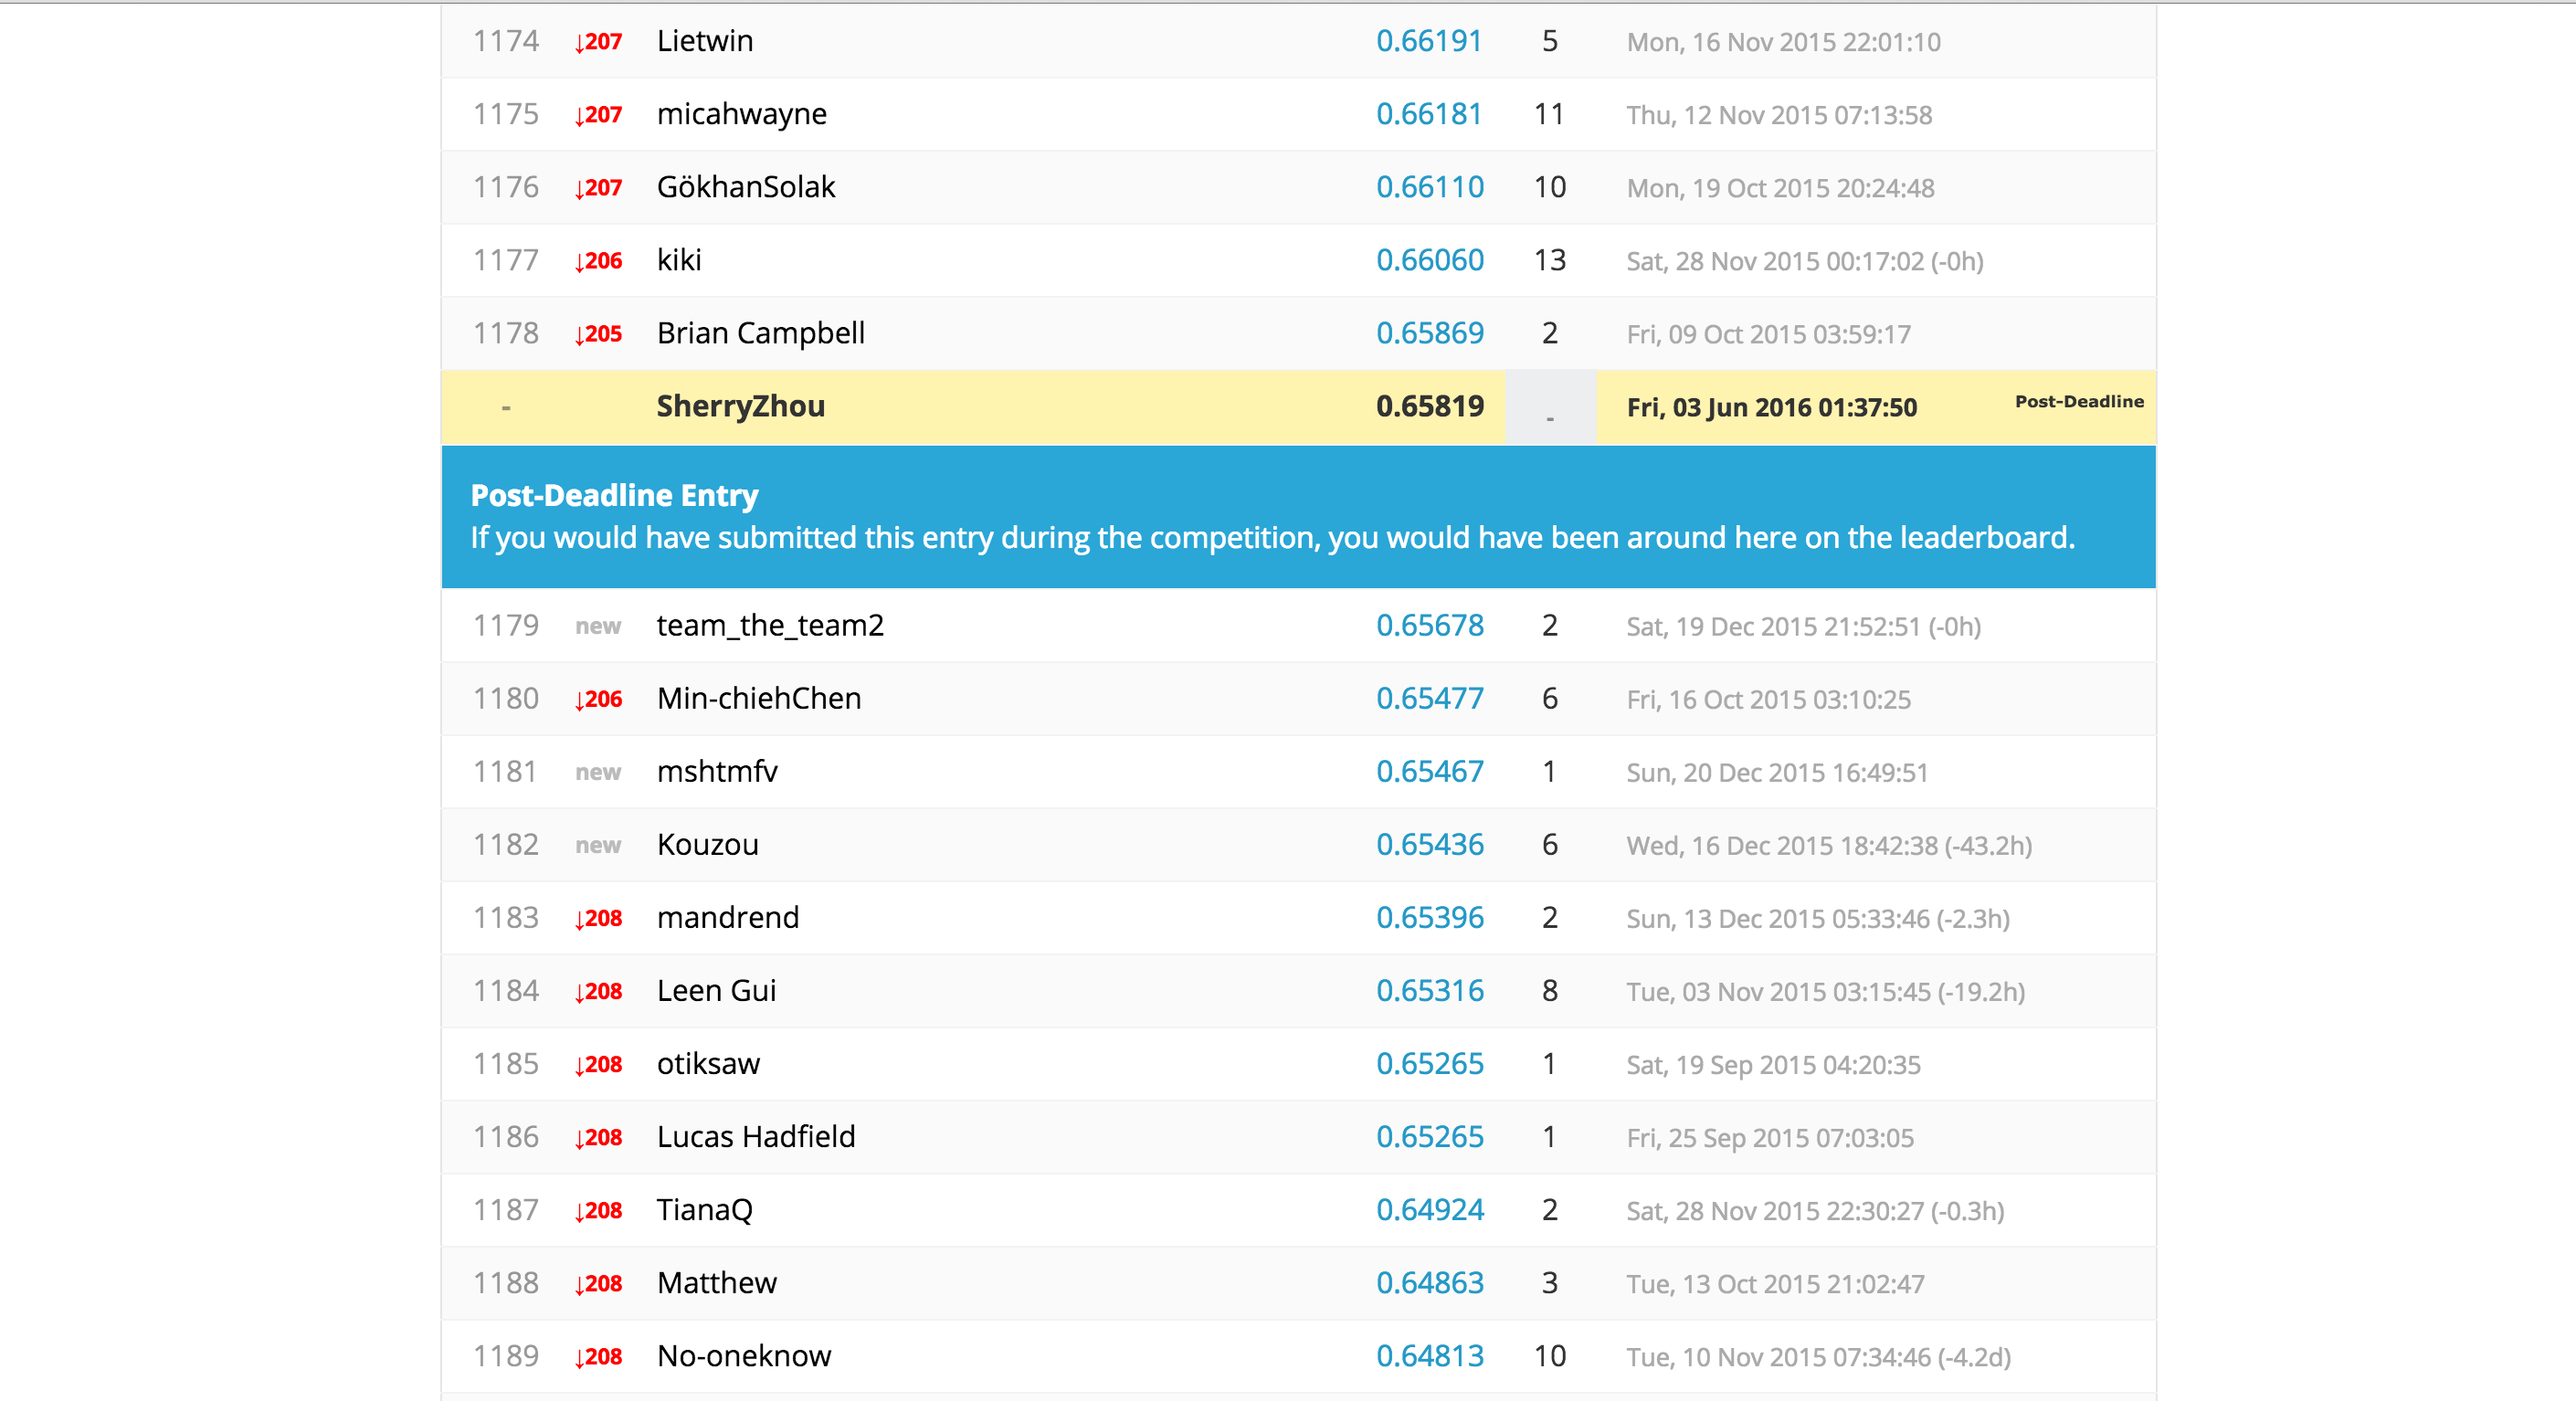 1174 ↓207 Lietwin 0.66191 5 Mon, 16 Nov 2015 22:01:10
1175 ↓207 micahwayne 0.66181 11 Thu, 12 Nov 2015 07:13:58
1176 ↓207 GökhanSolak 0.66110 10 Mon, 19 Oct 2015 20:24:48
1177 ↓206 kiki 0.66060 13 Sat, 28 Nov 2015 00:17:02 (-0h)
1178 ↓205 Brian Campbell 0.65869 2 Fri, 09 Oct 2015 03:59:17
- SherryZhou 0.65819 - Fri, 03 Jun 2016 01:37:50 Post-Deadline
Post-Deadline Entry
If you would have submitted this entry during the competition, you would have been around here on the leaderboard.
1179 new team_the_team2 0.65678 2 Sat, 19 Dec 2015 21:52:51 (-0h)
1180 ↓206 Min-chiehChen 0.65477 6 Fri, 16 Oct 2015 03:10:25
1181 new mshtmfv 0.65467 1 Sun, 20 Dec 2015 16:49:51
1182 new Kouzou 0.65436 6 Wed, 16 Dec 2015 18:42:38 (-43.2h)
1183 ↓208 mandrend 0.65396 2 Sun, 13 Dec 2015 05:33:46 (-2.3h)
1184 ↓208 Leen Gui 0.65316 8 Tue, 03 Nov 2015 03:15:45 (-19.2h)
1185 ↓208 otiksaw 0.65265 1 Sat, 19 Sep 2015 04:20:35
1186 ↓208 Lucas Hadfield 0.65265 1 Fri, 25 Sep 2015 07:03:05
1187 ↓208 TianaQ 0.64924 2 Sat, 28 Nov 2015 22:30:27 (-0.3h)
1188 ↓208 Matthew 0.64863 3 Tue, 13 Oct 2015 21:02:47
1189 ↓208 No-oneknow 0.64813 10 Tue, 10 Nov 2015 07:34:46 (-4.2d)